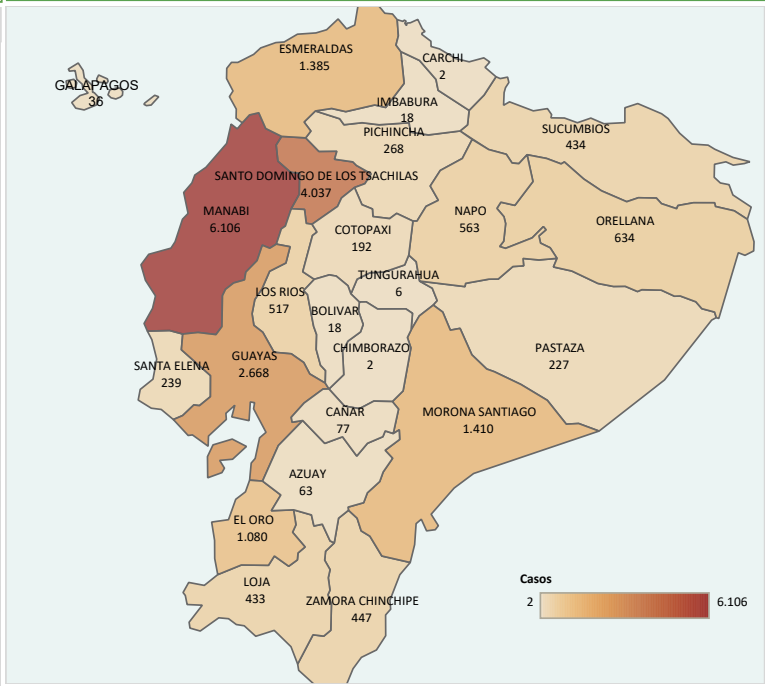 ESMERALDAS
1.385
CARCHI
2
GALAPAGOS
36
IMBABURA
18
PICHINCHA
268
SUCUMBIOS
434
SANTO DOMINGO DE LOS TSACHILAS
4.037
MANABI
6.106
NAPO
563
ORELLANA
634
COTOPAXI
192
TUNGURAHUA
6
LOS RIOS
517
BOLIVAR
18
CHIMBORAZO
2
PASTAZA
227
SANTA ELENA
239
GUAYAS
2.668
CAÑAR
77
MORONA SANTIAGO
1.410
AZUAY
63
EL ORO
1.080
LOJA
433
ZAMORA CHINCHIPE
447
Casos
2 6.106